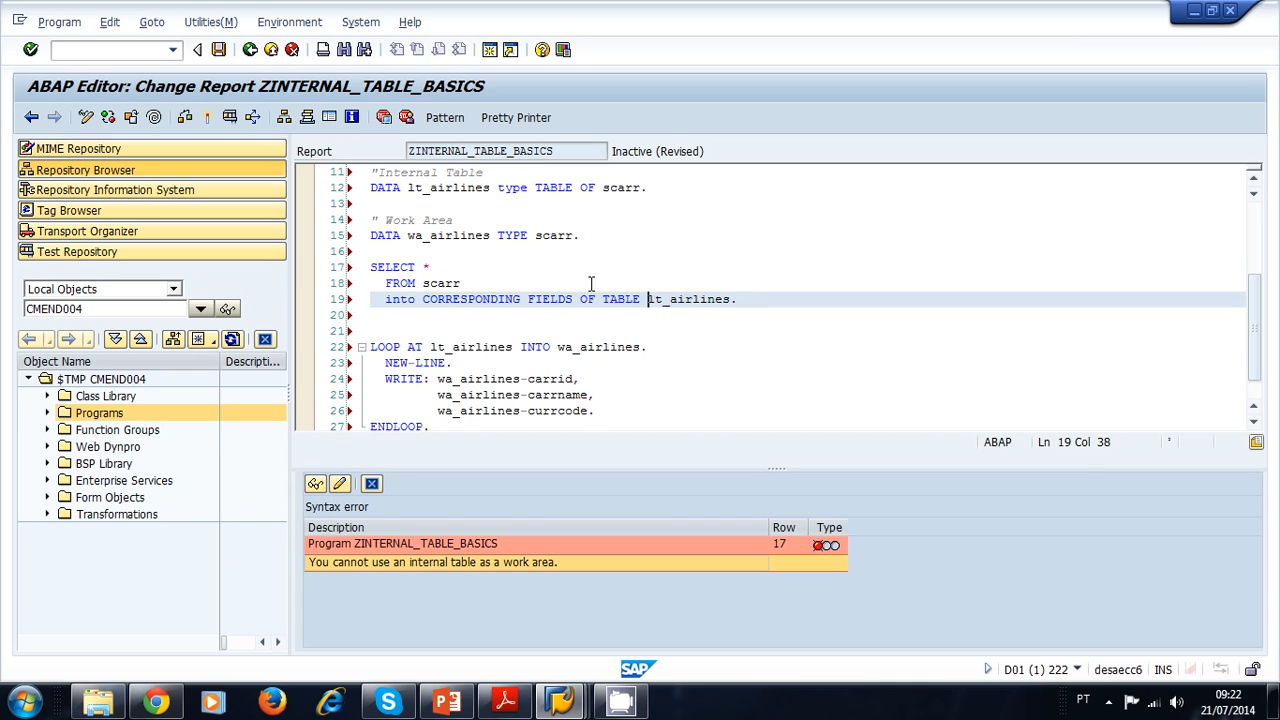 Program Edit Goto Utilities(M) Environment System Help
ABAP Editor: Change Report ZINTERNAL_TABLE_BASICS
Pattern Pretty Printer
MIME Repository
Repository Browser
Repository Information System
Tag Browser
Transport Organizer
Test Repository
Local Objects
CMEND004
Object Name Descripti...
$TMP CMEND004
Class Library
Programs
Function Groups
Web Dynpro
BSP Library
Enterprise Services
Form Objects
Transformations
Report ZINTERNAL_TABLE_BASICS Inactive (Revised)
11 "Internal Table
12 DATA lt_airlines type TABLE OF scarr.
13
14 " Work Area
15 DATA wa_airlines TYPE scarr.
16
17 SELECT *
18 FROM scarr
19 into CORRESPONDING FIELDS OF TABLE lt_airlines.
20
21
22 LOOP AT lt_airlines INTO wa_airlines.
23 NEW-LINE.
24 WRITE: wa_airlines-carrid,
25 wa_airlines-carrname,
26 wa_airlines-currcode.
27 ENDLOOP.
ABAP Ln 19 Col 38
Syntax error
Description Row Type
Program ZINTERNAL_TABLE_BASICS 17
You cannot use an internal table as a work area.
SAP
D01 (1) 222 desaecc6 INS
PT 09:22
21/07/2014